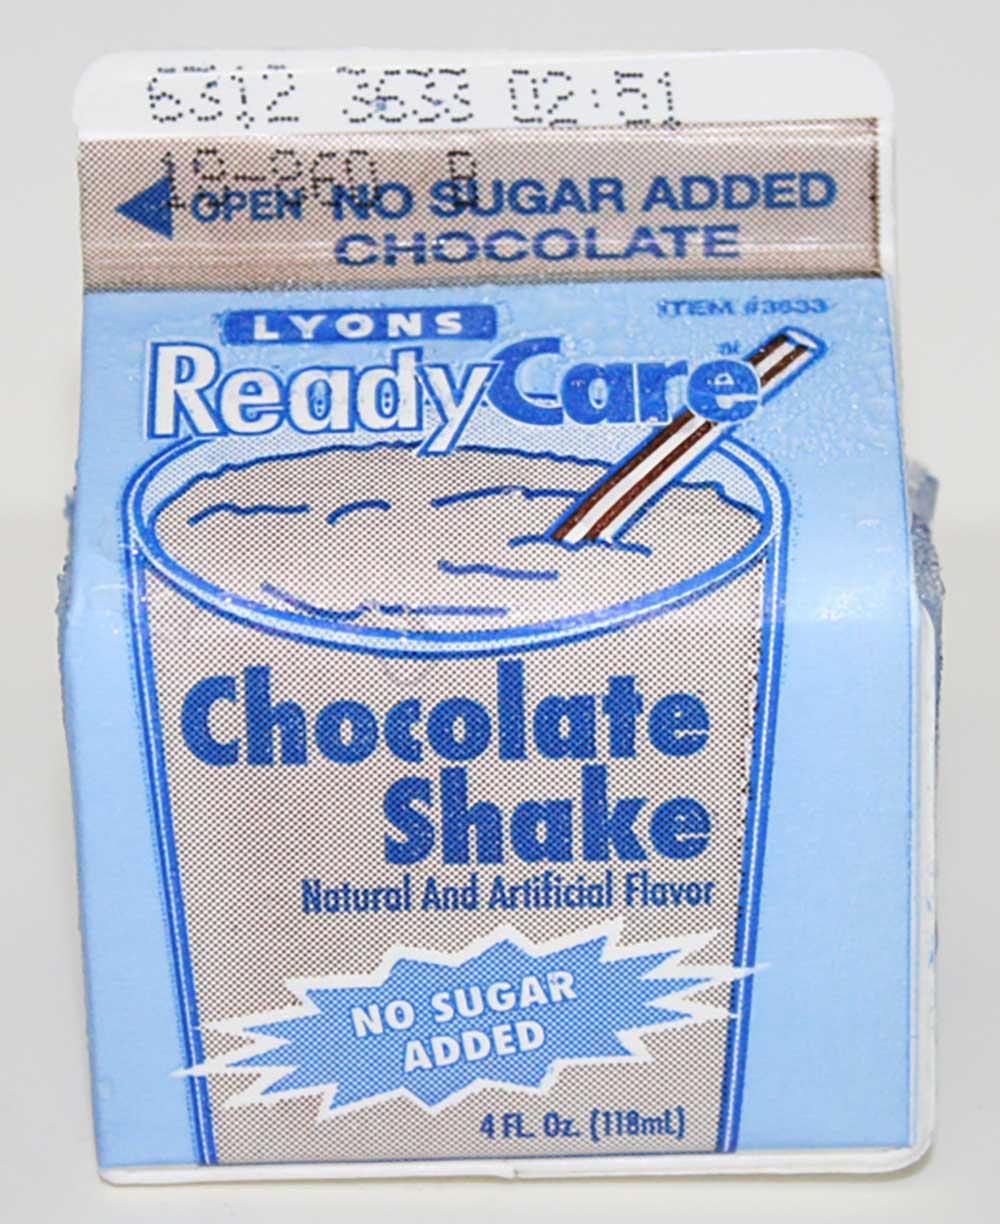 6312 3633 02:51
OPEN NO SUGAR ADDED
CHOCOLATE
LYONS
ITEM #3633
ReadyCare
Chocolate
Shake
Natural And Artificial Flavor
NO SUGAR
ADDED
4 FL. Oz. (118mL)